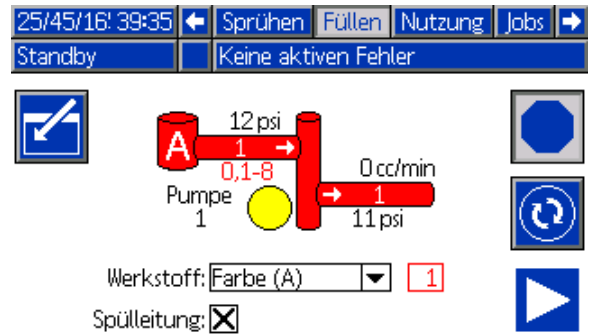 25/45/16 39:35 Sprühen Füllen Nutzung Jobs
Standby Keine aktiven Fehler
12 psi
A 1
0,1-8 0 cc/min
Pumpe 1
1 11 psi
Werkstoff: Farbe (A) 1
Spülleitung: